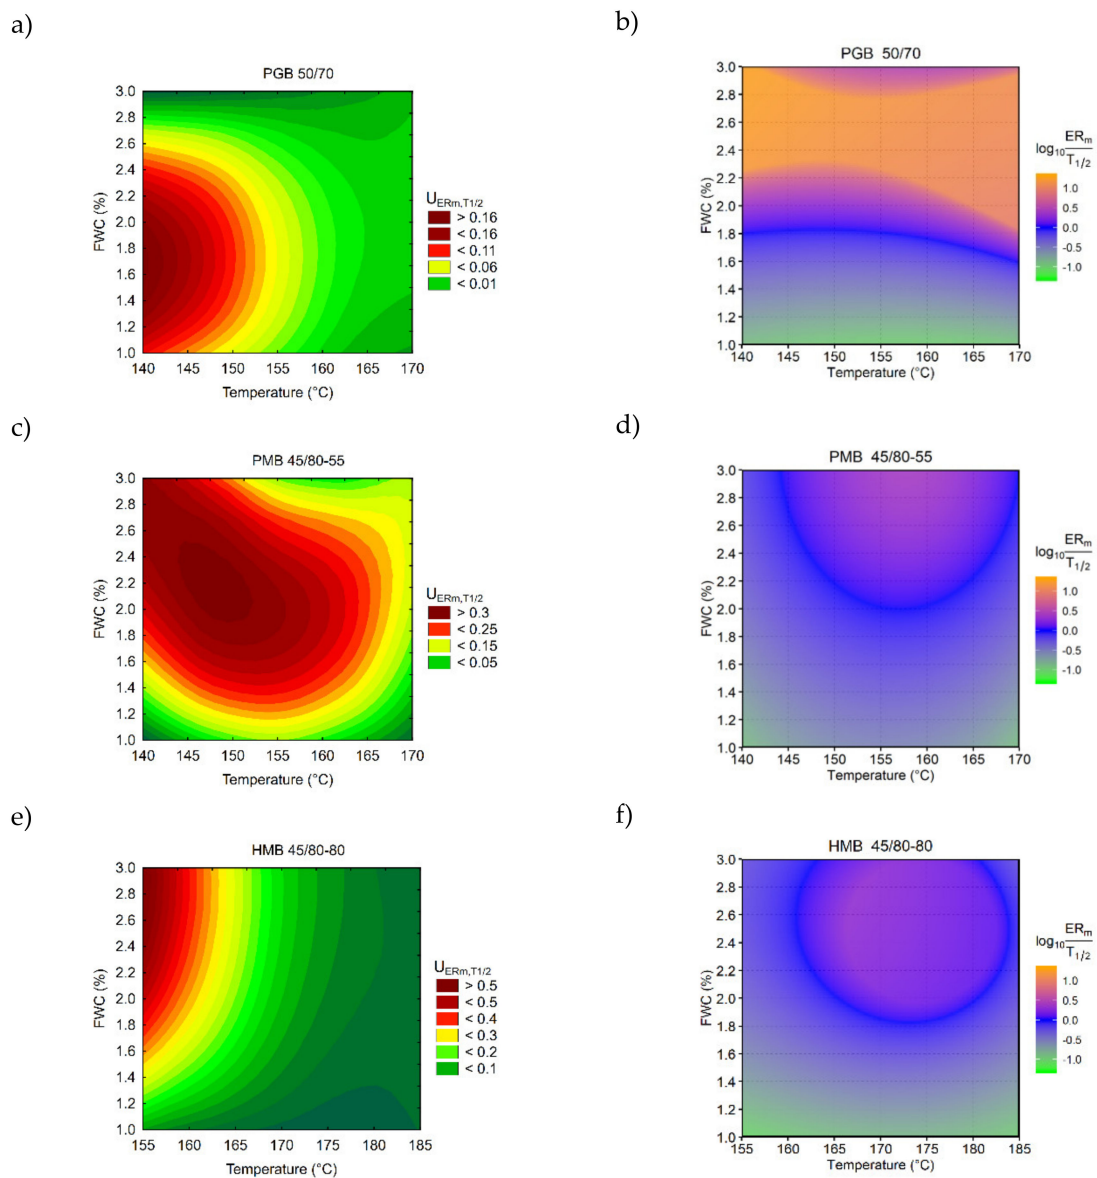 a)
PGB 50/70
3.0
2.8
2.6
2.4
2.2
2.0
1.8
1.6
1.4
1.2
1.0
FWC (%)
140 145 150 155 160 165 170
Temperature (°C)
U ERm,T1/2
> 0.16
< 0.16
< 0.11
< 0.06
< 0.01
b)
PGB 50/70
3.0
2.8
2.6
2.4
2.2
2.0
1.8
1.6
1.4
1.2
1.0
FWC (%)
140 145 150 155 160 165 170
Temperature (°C)
log10 ERm
T1/2
1.0
0.5
0.0
-0.5
-1.0
c)
PMB 45/80-55
3.0
2.8
2.6
2.4
2.2
2.0
1.8
1.6
1.4
1.2
1.0
FWC (%)
140 145 150 155 160 165 170
Temperature (°C)
U ERm,T1/2
> 0.3
< 0.25
< 0.15
< 0.05
d)
PMB 45/80-55
3.0
2.8
2.6
2.4
2.2
2.0
1.8
1.6
1.4
1.2
1.0
FWC (%)
140 145 150 155 160 165 170
Temperature (°C)
log10 ERm
T1/2
1.0
0.5
0.0
-0.5
-1.0
e)
HMB 45/80-80
3.0
2.6
2.2
2.0
1.8
1.6
1.4
1.2
1.0
FWC (%)
155 160 165 170 175 180 185
Temperature (°C)
U ERm,T1/2
> 0.5
< 0.5
< 0.4
< 0.3
< 0.2
< 0.1
f)
HMB 45/80-80
3.0
2.8
2.6
2.4
2.2
2.0
1.8
1.6
1.4
1.2
1.0
FWC (%)
155 160 165 170 175 180 185
Temperature (°C)
log10 ERm
T1/2
1.0
0.5
0.0
-0.5
-1.0